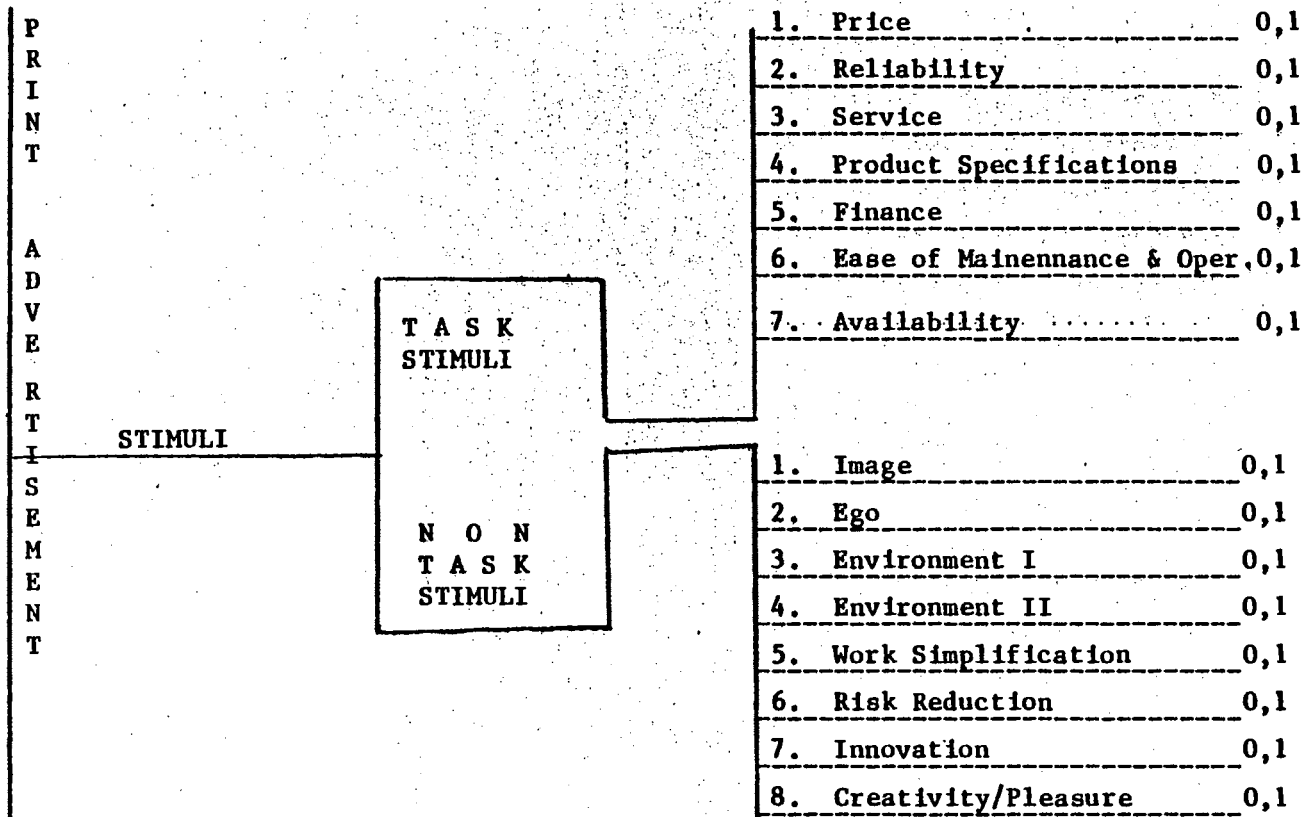 PRINT ADVERTISEMENT
STIMULI
TASK
STIMULI
NON
TASK
STIMULI
1. Price 0,1
2. Reliability 0,1
3. Service 0,1
4. Product Specifications 0,1
5. Finance 0,1
6. Ease of Mainennance & Oper. 0,1
7. Availability 0,1
1. Image 0,1
2. Ego 0,1
3. Environment I 0,1
4. Environment II 0,1
5. Work Simplification 0,1
6. Risk Reduction 0,1
7. Innovation 0,1
8. Creativity/Pleasure 0,1